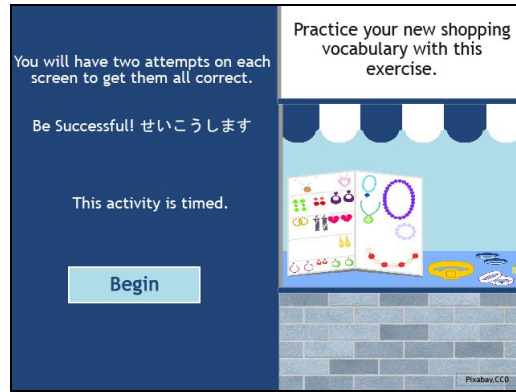 You will have two attempts on each
screen to get them all correct.
Be Successful! せいこうします
This activity is timed.
Begin
Practice your new shopping
vocabulary with this
exercise.
Pixabay,CC0